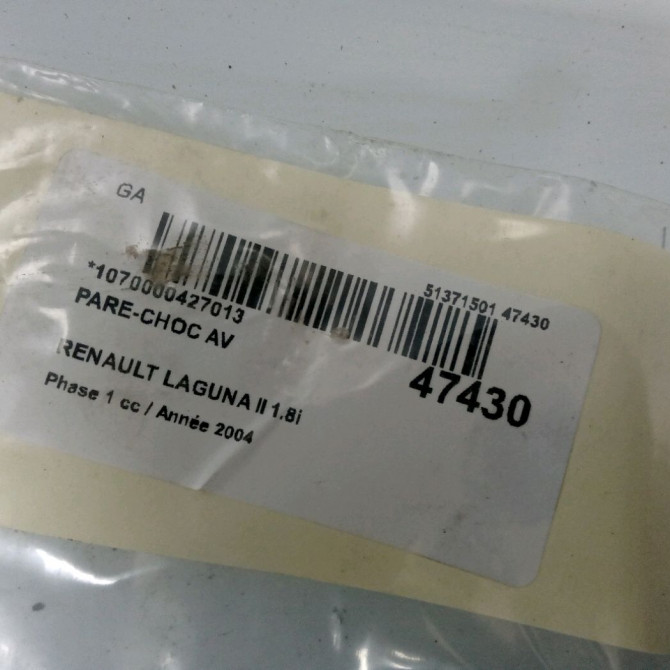 GA
51371501 47430
*1070000427013
PARE-CHOC AV
47430
RENAULT LAGUNA II 1.8i
Phase 1 cc / Année 2004